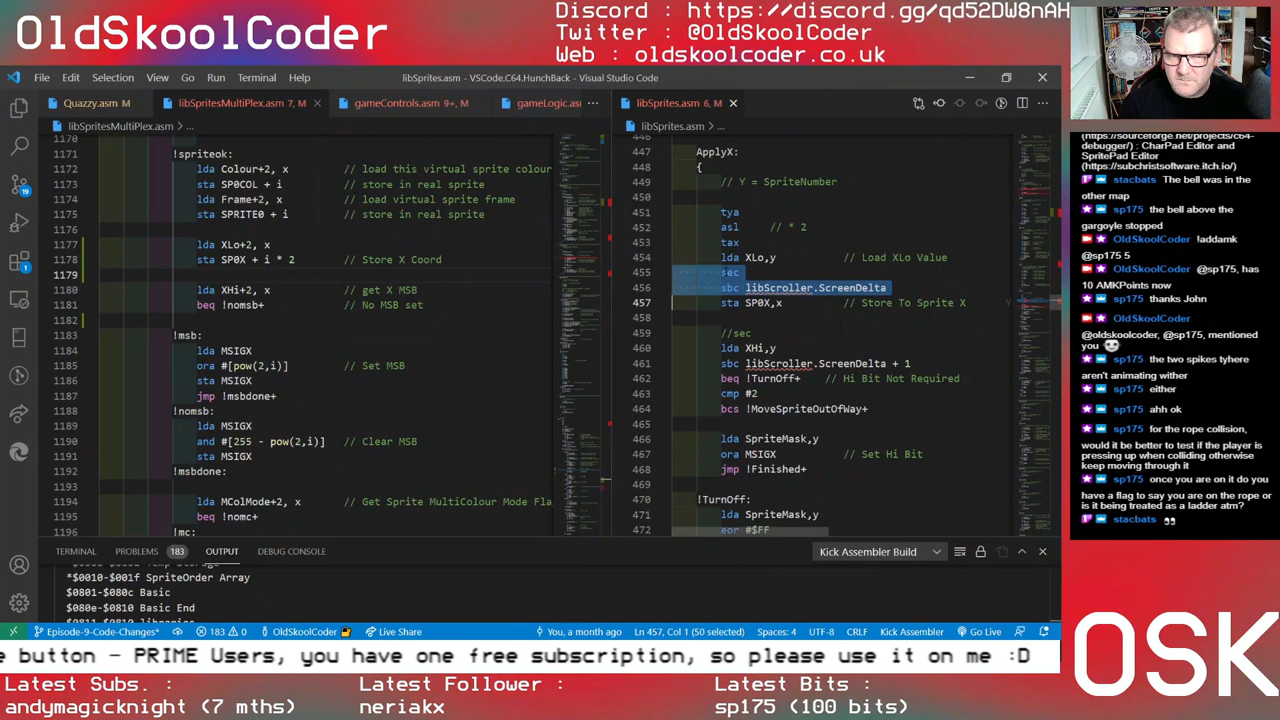 OldSkoolCoder
Discord : https://discord.gg/qd52DW8nAH
Twitter : @OldSkoolCoder
Web : oldskoolcoder.co.uk
File Edit Selection View Go Run Terminal Help
libSprites.asm - VSCode.C64.HunchBack - Visual Studio Code
Quazzy.asm M
libSpritesMultiPlex.asm 7, M
gameControls.asm 9+, M
gameLogic.asm
libSprites.asm 6, M
libSpritesMultiPlex.asm > ...
1170
1171 !spriteok:
1172 lda Colour+2, x // load this virtual sprite colour
1173 sta SP0COL + i // store in real sprite
1174 lda Frame+2, x // load virtual sprite frame
1175 sta SPRITE0 + i // store in real sprite
1176
1177 lda XLo+2, x
1178 sta SP0X + i * 2 // Store X Coord
1179
1180 lda XHi+2, x // get X MSB
1181 beq !nomsb+ // No MSB set
1182
1183 !msb:
1184 lda MSIGX
1185 ora #[pow(2,i)] // Set MSB
1186 sta MSIGX
1187 jmp !msbdone+
1188 !nomsb:
1189 lda MSIGX
1190 and #[255 - pow(2,i)] // Clear MSB
1191 sta MSIGX
1192 !msbdone:
1193
1194 lda MColMode+2, x // Get Sprite MultiColour Mode Fla
1195 beq !nomc+
1196 !mc:
libSprites.asm > ...
446
447 ApplyX:
448 {
449 // Y = SpriteNumber
450
451 tya
452 asl // * 2
453 tax
454 lda XLo,y // Load XLo Value
455 sec
456 sbc libScroller.ScreenDelta
457 sta SP0X,x // Store To Sprite X
458
459 //sec
460 lda XHi,y
461 sbc libScroller.ScreenDelta + 1
462 beq !TurnOff+ // Hi Bit Not Required
463 cmp #2
464 bcs !MoveSpriteOutOfWay+
465
466 lda SpriteMask,y
467 ora MSIGX // Set Hi Bit
468 jmp !Finished+
469
470 !TurnOff:
471 lda SpriteMask,y
472 eor #$FF
TERMINAL PROBLEMS 183 OUTPUT DEBUG CONSOLE
Kick Assembler Build
*$0010-$001f SpriteOrder Array
$0801-$080c Basic
$080e-$0810 Basic End
$0811-$0810 libraries
Episode-9-Code-Changes* 183 0 OldSkoolCoder Live Share You, a month ago Ln 457, Col 1 (50 selected) Spaces: 4 UTF-8 CRLF Kick Assembler Go Live
(https://sourceforge.net/projects/c64-
debugger/) : CharPad Editor and
SpritePad Editor
(https://subchristsoftware.itch.io/)
stacbats The bell was in the
other map
sp175 the bell above the
gargoyle stopped
OldSkoolCoder !addamk
@sp175 5
OldSkoolCoder @sp175, has
10 AMKPoints now
sp175 thanks John
OldSkoolCoder
@oldskoolcoder, @sp175, mentioned
you
sp175 the two spikes tyhere
aren't animating wither
sp175 either
sp175 ahh ok
sp175 for the rope collision,
would it be better to test if the player is
pressing up when colliding otherwise
keep moving through it
sp175 once you are on it do you
have a flag to say you are on the rope or
is it being treated as a ladder atm?
stacbats
e button - PRIME Users, you have one free subscription, so please use it on me :D
OSK
Latest Subs. :
andymagicknight (7 mths)
Latest Follower :
neriakx
Latest Bits :
sp175 (100 bits)